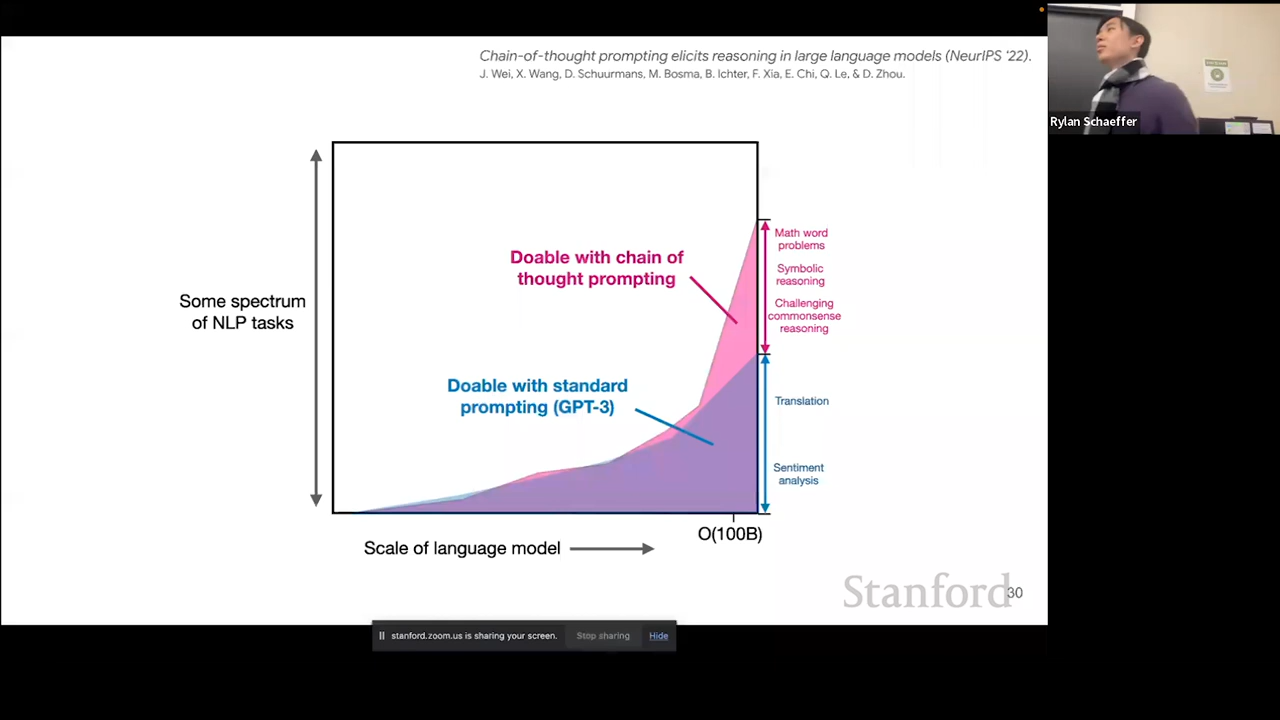 Chain-of-thought prompting elicits reasoning in large language models (NeurIPS '22).
J. Wei, X. Wang, D. Schuurmans, M. Bosma, B. Ichter, F. Xia, E. Chi, Q. Le, & D. Zhou.
Rylan Schaeffer
Some spectrum
of NLP tasks
Doable with chain of
thought prompting
Doable with standard
prompting (GPT-3)
Math word
problems
Symbolic
reasoning
Challenging
commonsense
reasoning
Translation
Sentiment
analysis
O(100B)
Scale of language model
Stanford
30
stanford.zoom.us is sharing your screen.
Stop sharing
Hide